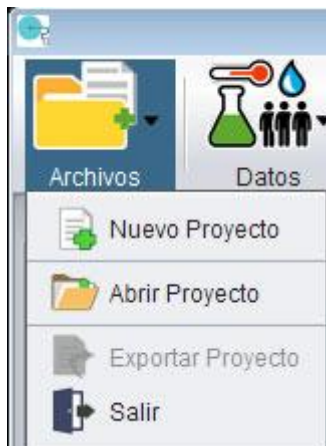 Archivos
Datos
Nuevo Proyecto
Abrir Proyecto
Exportar Proyecto
Salir